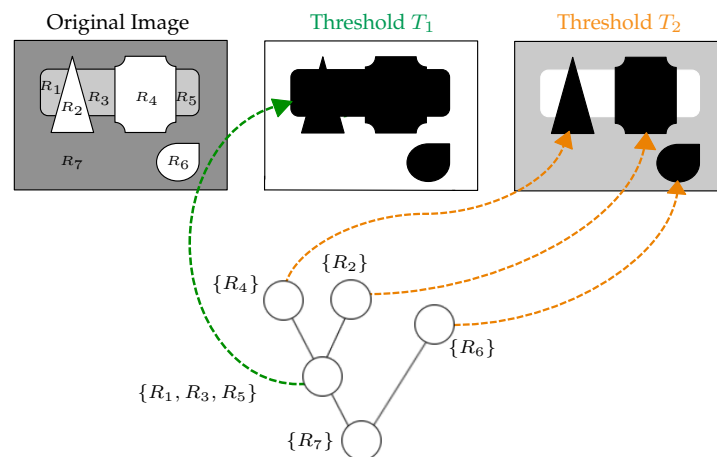 Original Image
Threshold T₁
Threshold T₂
R₁
R₂
R₃
R₄
R₅
R₇
R₆
{R₄}
{R₂}
{R₆}
{R₁, R₃, R₅}
{R₇}